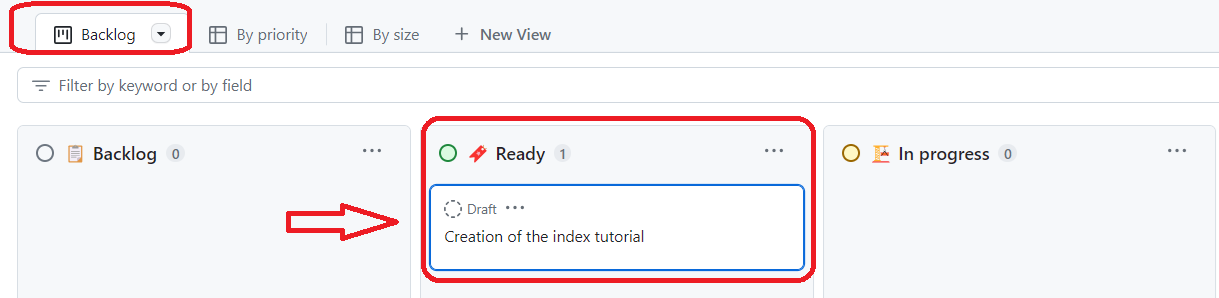 Backlog By priority By size + New View
Filter by keyword or by field
Backlog 0 ... Ready 1 ... In progress 0 ...
Draft ...
Creation of the index tutorial